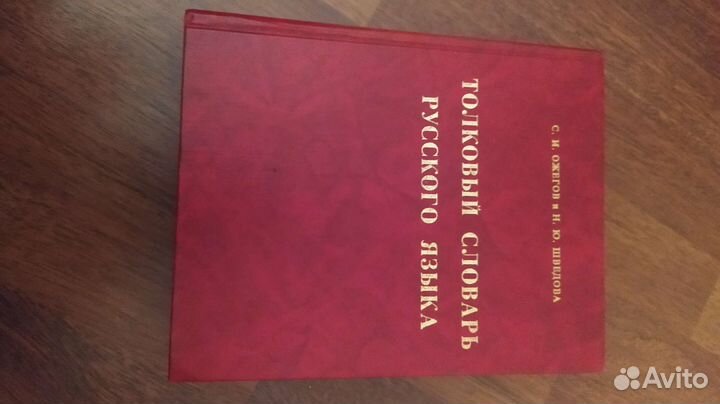 С. И. ОЖЕГОВ и Н. Ю. ШВЕДОВА
ТОЛКОВЫЙ СЛОВАРЬ
РУССКОГО ЯЗЫКА
Avito